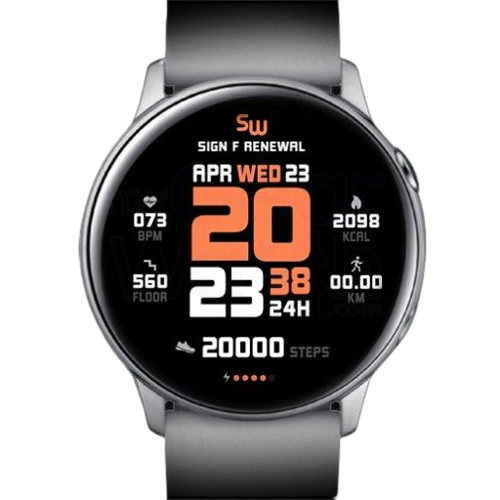 SW
SIGN F RENEWAL
APR WED 23
20
073
BPM
2098
KCAL
23
38
24H
560
FLOOR
00.00
KM
20000 STEPS